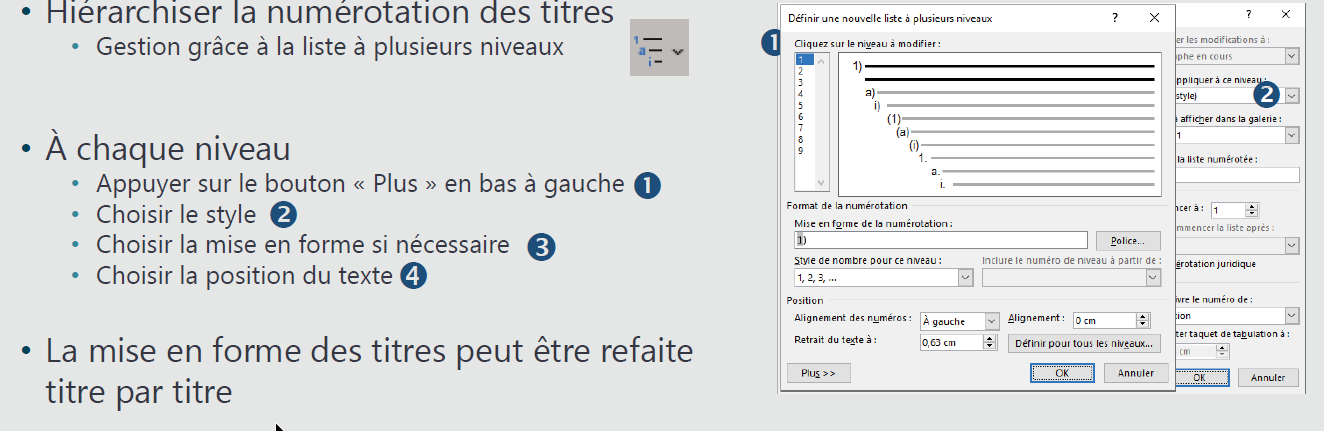 • Hiérarchiser la numérotation des titres
• Gestion grâce à la liste à plusieurs niveaux
1
a
i
• À chaque niveau
• Appuyer sur le bouton « Plus » en bas à gauche 1
• Choisir le style 2
• Choisir la mise en forme si nécessaire 3
• Choisir la position du texte 4
• La mise en forme des titres peut être refaite
titre par titre
1
Définir une nouvelle liste à plusieurs niveaux ? ×
Cliquez sur le niveau à modifier :
1
2
3
4
5
6
7
8
9
1)
a)
i)
(1)
(a)
(i)
1.
a.
i.
Format de la numérotation
Mise en forme de la numérotation :
1) Police...
Style de nombre pour ce niveau : Inclure le numéro de niveau à partir de :
1, 2, 3, ...
Position
Alignement des numéros : À gauche Alignement : 0 cm
Retrait du texte à : 0,63 cm Définir pour tous les niveaux...
Plus >> OK Annuler
? ×
er les modifications à :
phe en cours
ppliquer à ce niveau :
style) 2
afficher dans la galerie :
1
la liste numérotée :
ncer à : 1
mmencer la liste après :
érotation juridique
ivre le numéro de :
tion
ter taquet de tabulation à :
cm
OK Annuler